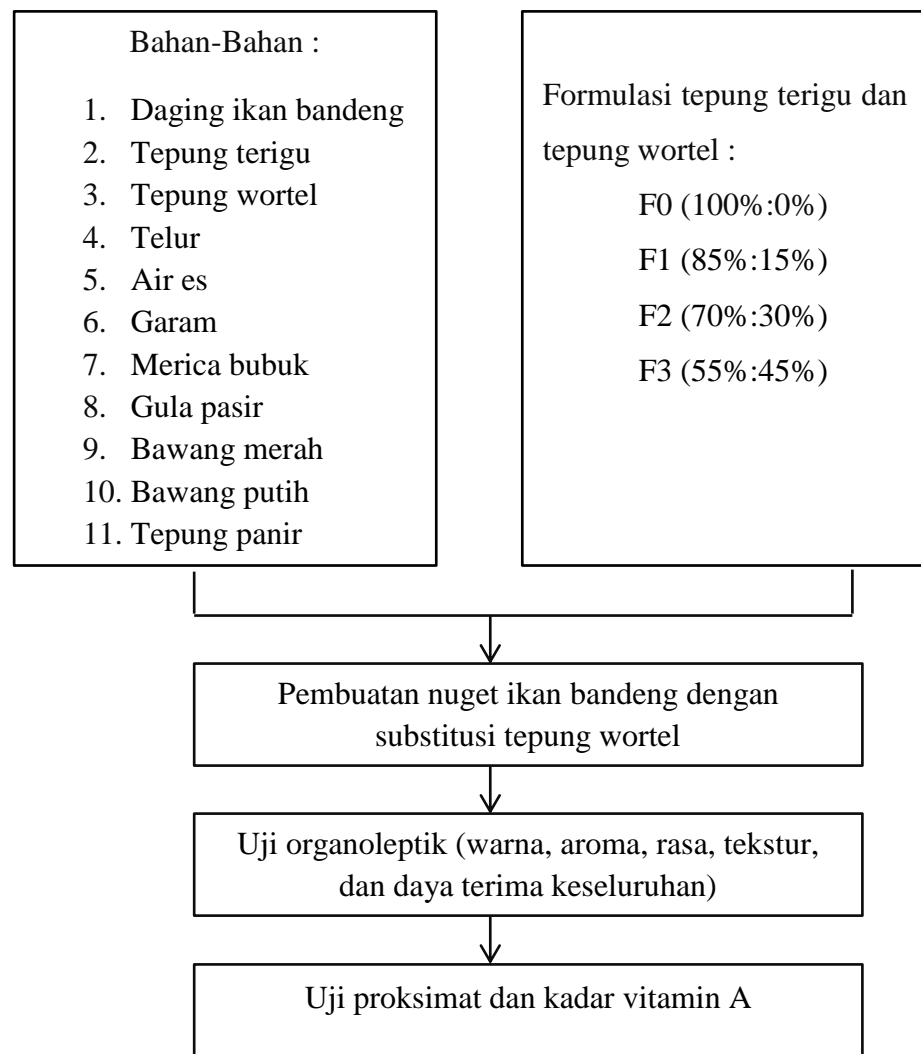 Bahan-Bahan :
1. Daging ikan bandeng
2. Tepung terigu
3. Tepung wortel
4. Telur
5. Air es
6. Garam
7. Merica bubuk
8. Gula pasir
9. Bawang merah
10. Bawang putih
11. Tepung panir
Formulasi tepung terigu dan
tepung wortel :
F0 (100%:0%)
F1 (85%:15%)
F2 (70%:30%)
F3 (55%:45%)
Pembuatan nuget ikan bandeng dengan
substitusi tepung wortel
Uji organoleptik (warna, aroma, rasa, tekstur,
dan daya terima keseluruhan)
Uji proksimat dan kadar vitamin A